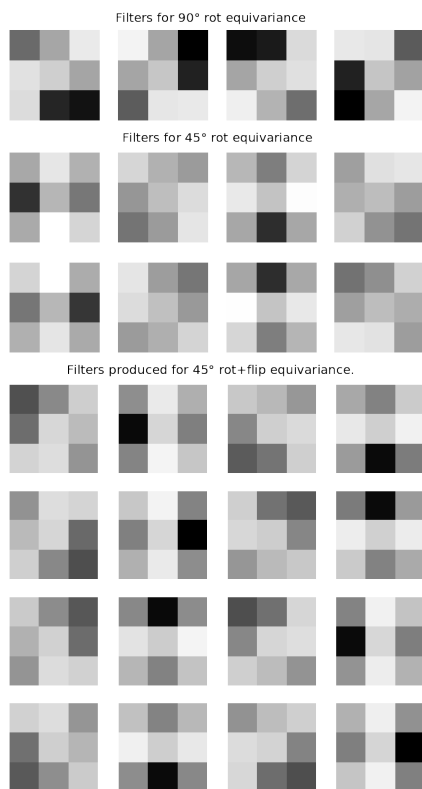 Filters for 90° rot equivariance
Filters for 45° rot equivariance
Filters produced for 45° rot+flip equivariance.